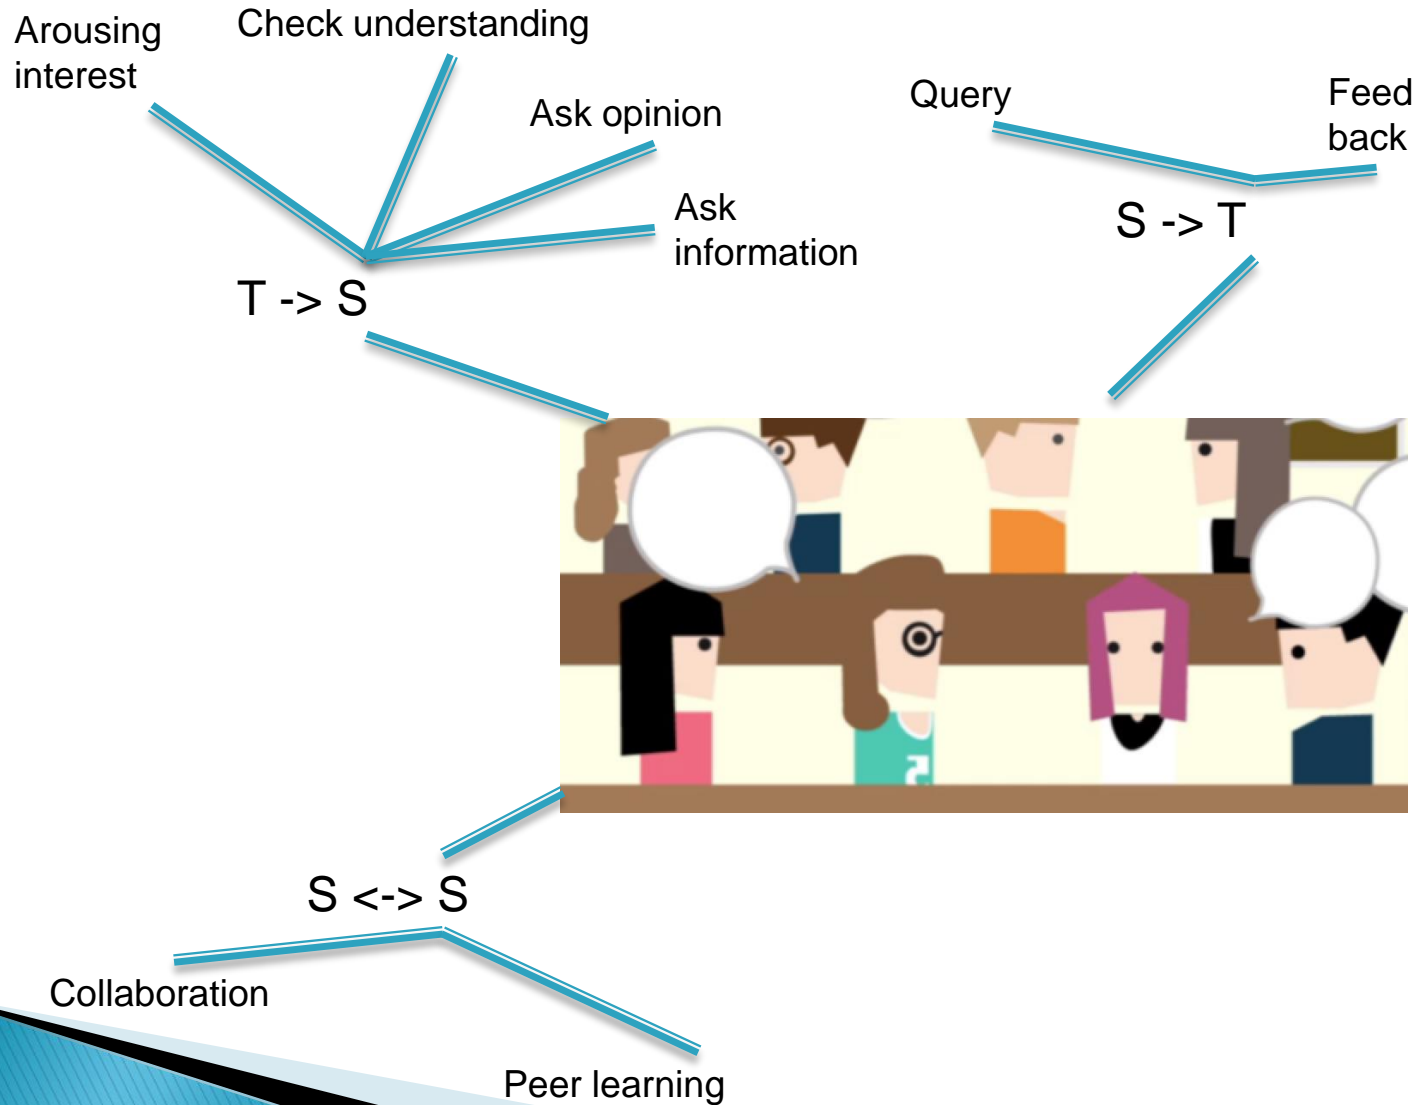 Arousing
interest
Check understanding
Ask opinion
Ask
information
T -> S
Query
Feed
back
S -> T
S <-> S
Collaboration
Peer learning